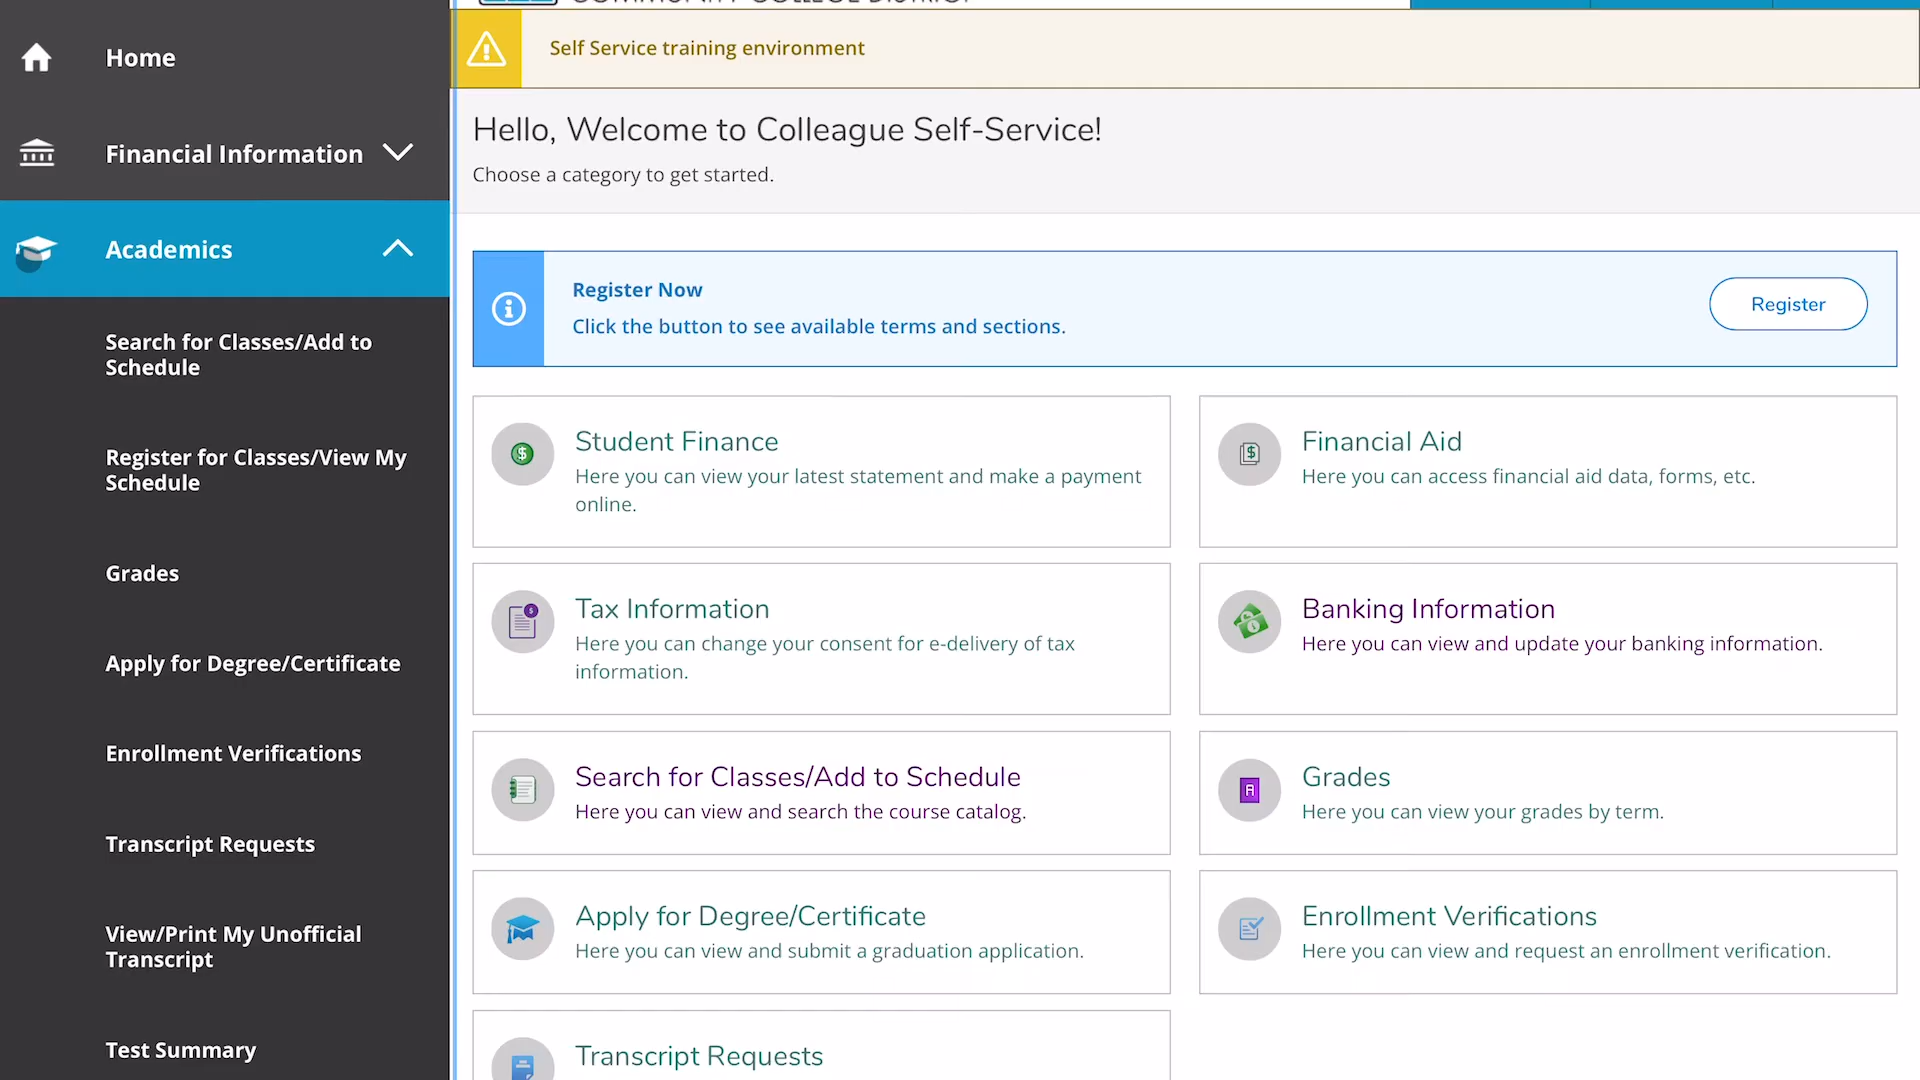 COMMUNITY COLLEGE DISTRICT
Home
Financial Information
Academics
Search for Classes/Add to
Schedule
Register for Classes/View My
Schedule
Grades
Apply for Degree/Certificate
Enrollment Verifications
Transcript Requests
View/Print My Unofficial
Transcript
Test Summary
Self Service training environment
Hello, Welcome to Colleague Self-Service!
Choose a category to get started.
Register Now
Click the button to see available terms and sections.
Register
Student Finance
Here you can view your latest statement and make a payment
online.
Financial Aid
Here you can access financial aid data, forms, etc.
Tax Information
Here you can change your consent for e-delivery of tax
information.
Banking Information
Here you can view and update your banking information.
Search for Classes/Add to Schedule
Here you can view and search the course catalog.
Grades
Here you can view your grades by term.
Apply for Degree/Certificate
Here you can view and submit a graduation application.
Enrollment Verifications
Here you can view and request an enrollment verification.
Transcript Requests